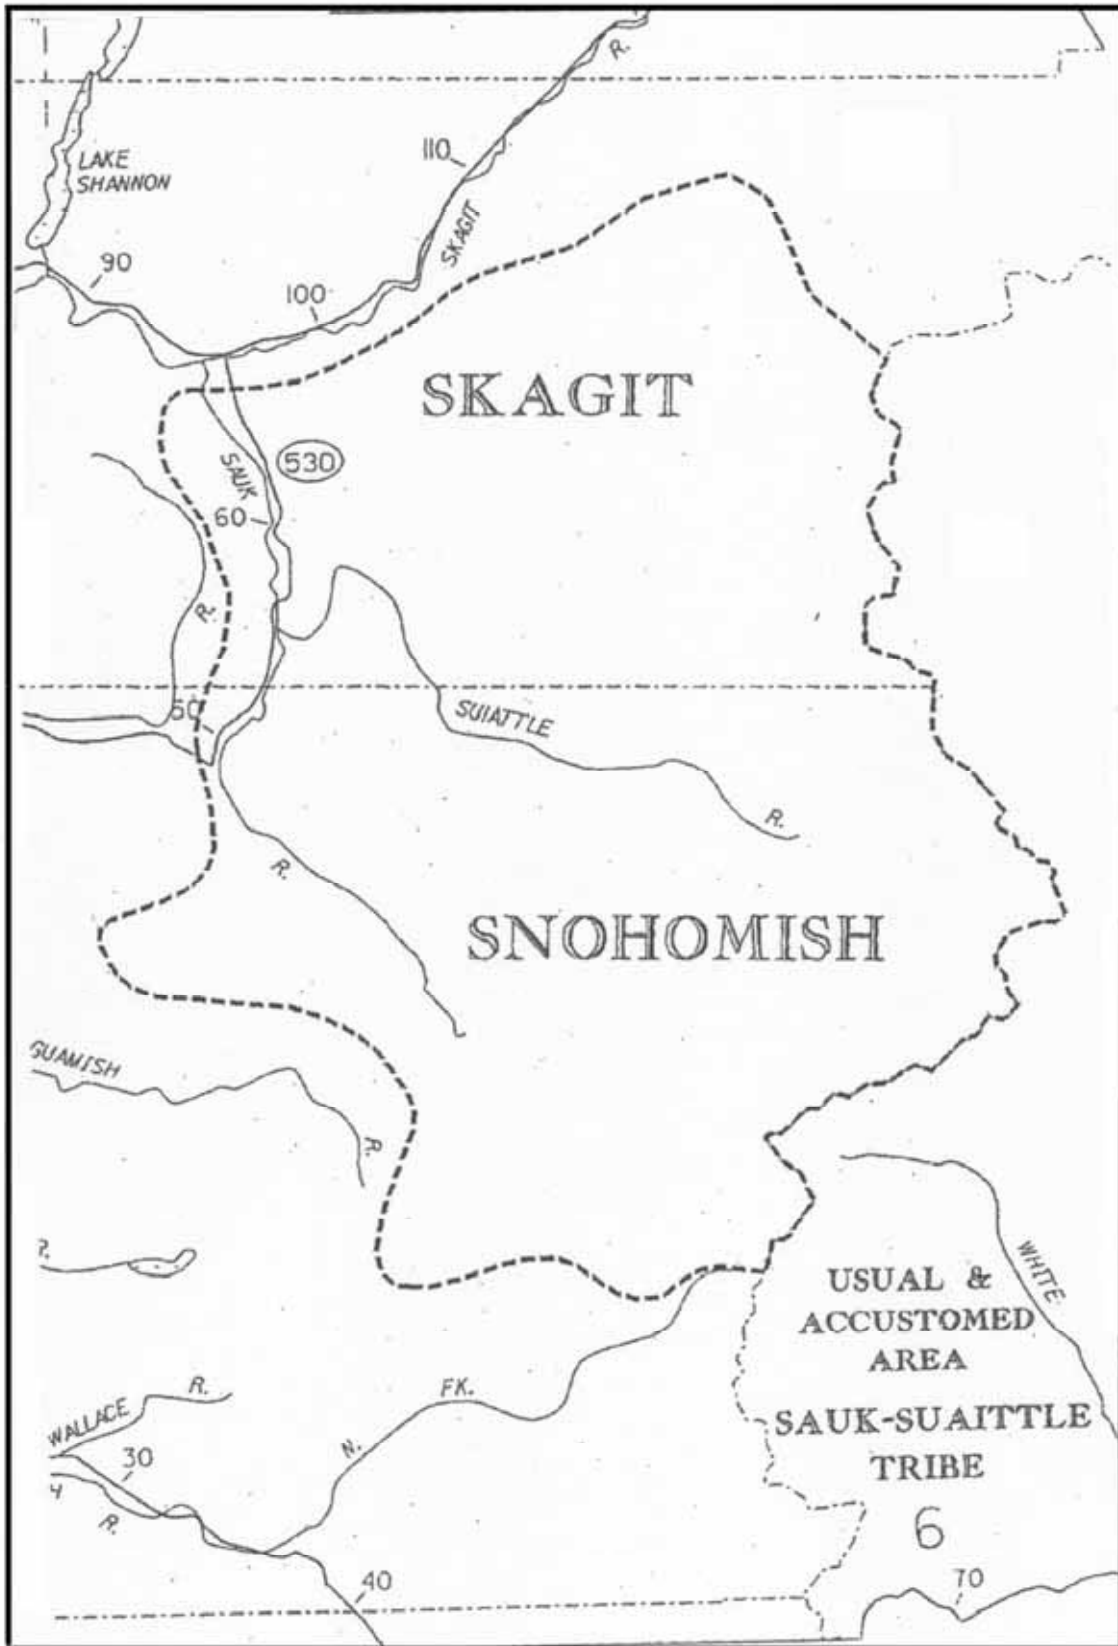 R.
LAKE
SHANNON
110
SKAGIT
90
100
SKAGIT
SAUK
530
60
R.
50
SUIATTLE
R.
R.
SNOHOMISH
GUAMISH
R.
WHITE
USUAL &
ACCUSTOMED
AREA
SAUK-SUAITTLE
TRIBE
6
WALLACE
R.
FK.
N.
30
Y
R.
40
70